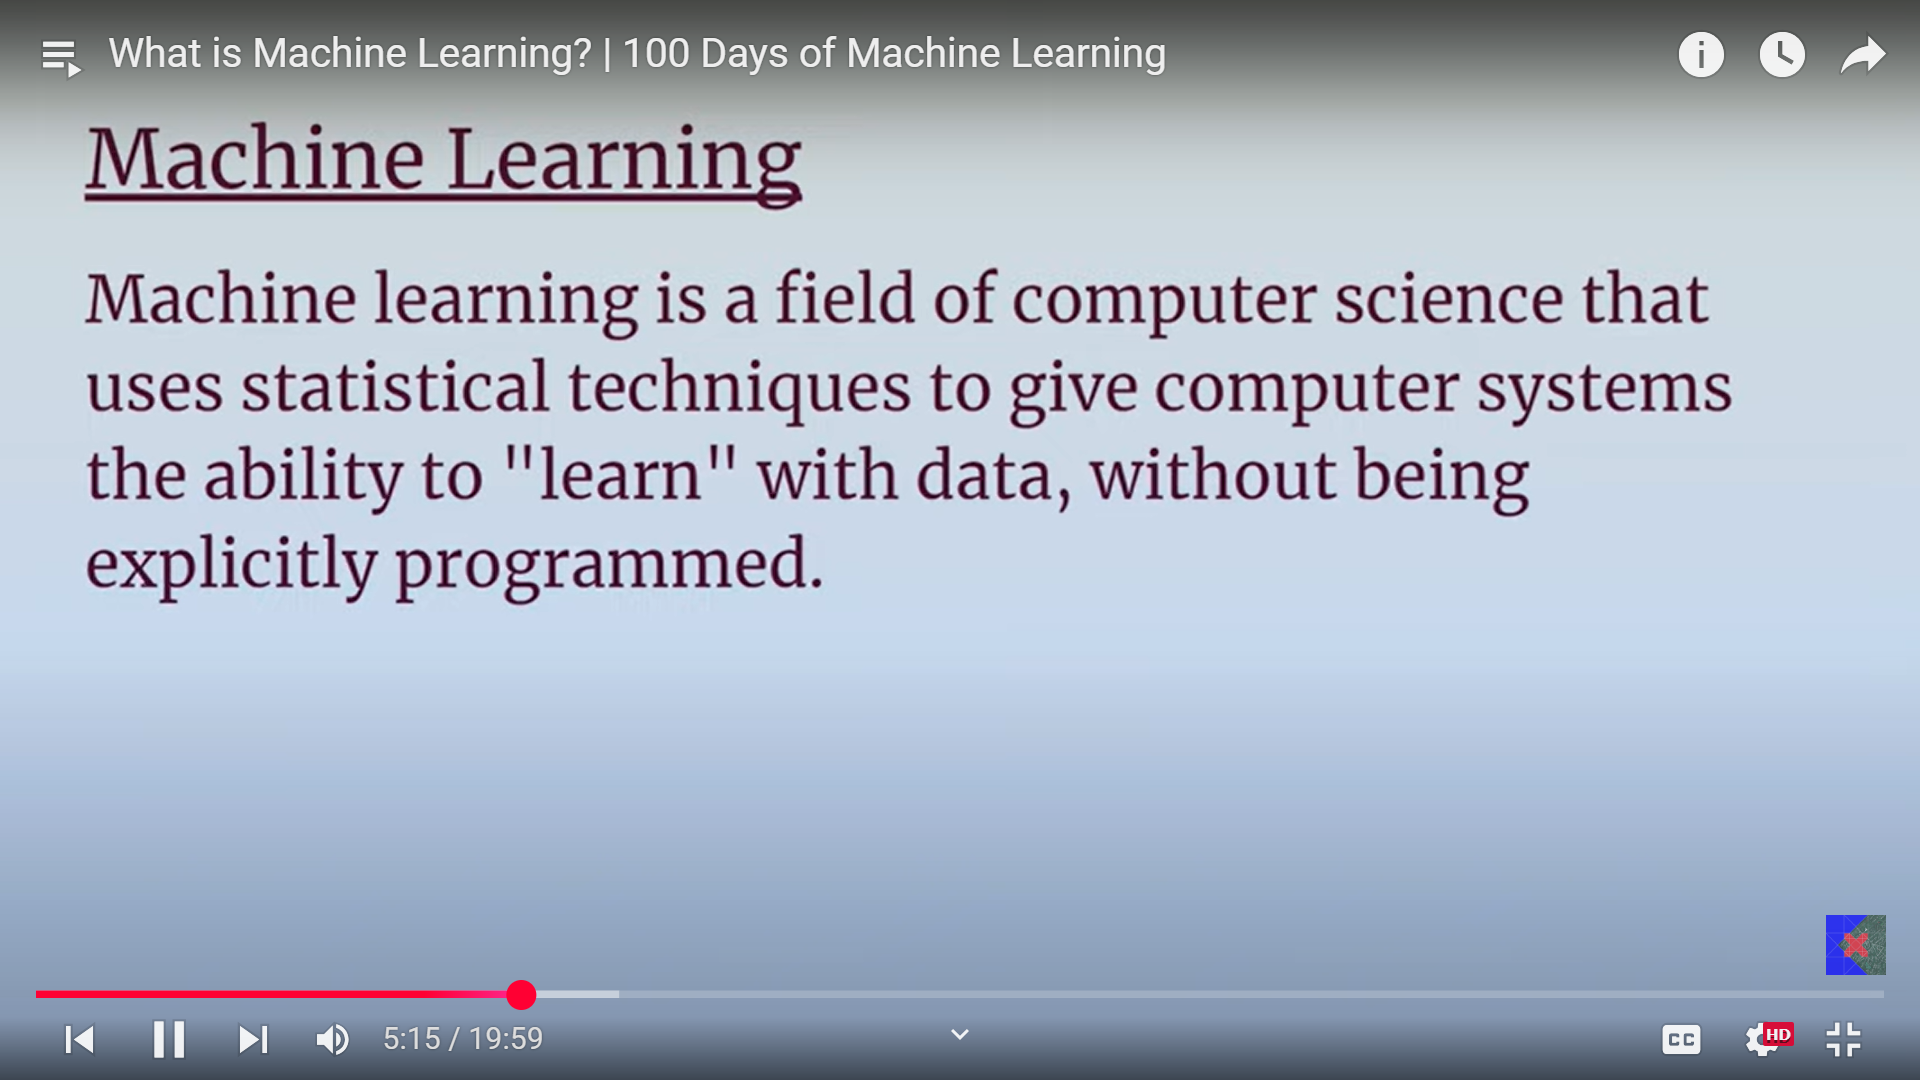 What is Machine Learning? | 100 Days of Machine Learning
Machine Learning
Machine learning is a field of computer science that
uses statistical techniques to give computer systems
the ability to "learn" with data, without being
explicitly programmed.
5:15 / 19:59
CC
HD